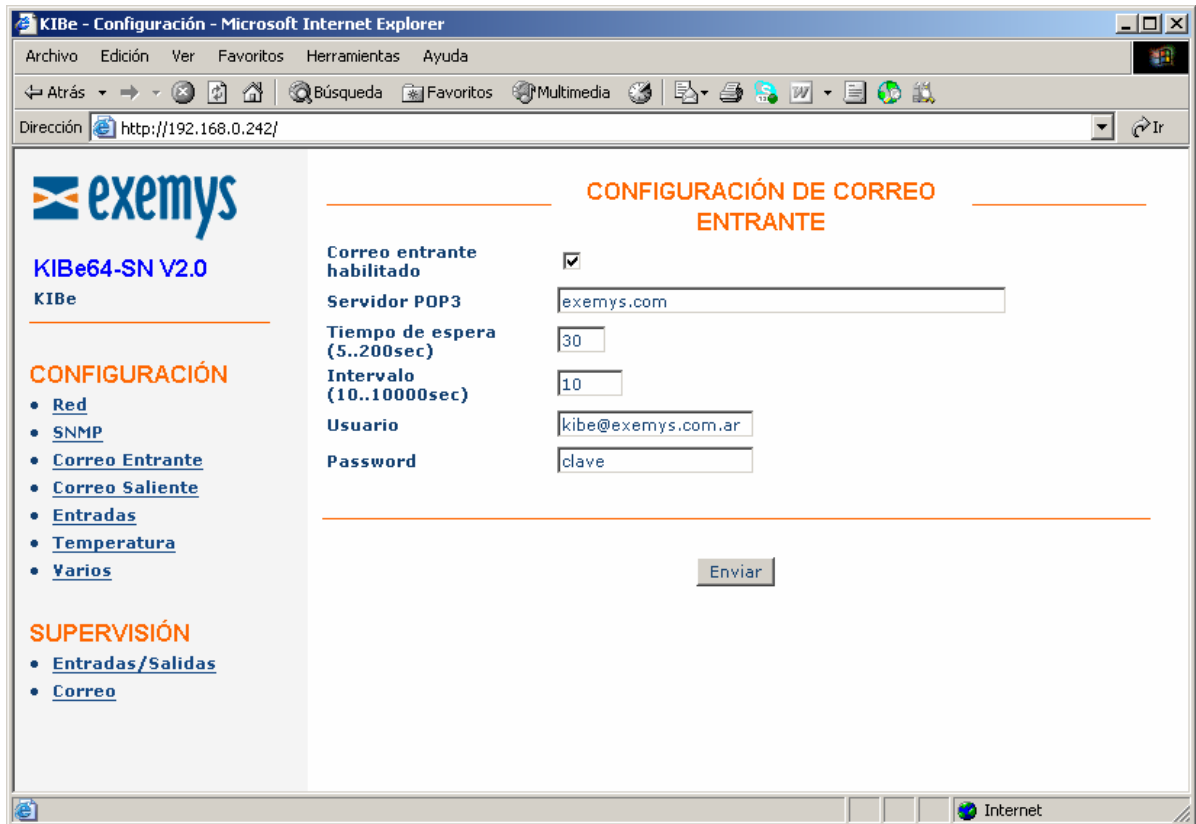 KIBe - Configuración - Microsoft Internet Explorer
Archivo Edición Ver Favoritos Herramientas Ayuda
Atrás Búsqueda Favoritos Multimedia
Dirección http://192.168.0.242/ Ir
exemys
KIBe64-SN V2.0
KIBe
CONFIGURACIÓN
Red
SNMP
Correo Entrante
Correo Saliente
Entradas
Temperatura
Varios
SUPERVISIÓN
Entradas/Salidas
Correo
CONFIGURACIÓN DE CORREO
ENTRANTE
Correo entrante
habilitado
Servidor POP3 exemys.com
Tiempo de espera
(5..200sec) 30
Intervalo
(10..10000sec) 10
Usuario kibe@exemys.com.ar
Password clave
Enviar
Internet